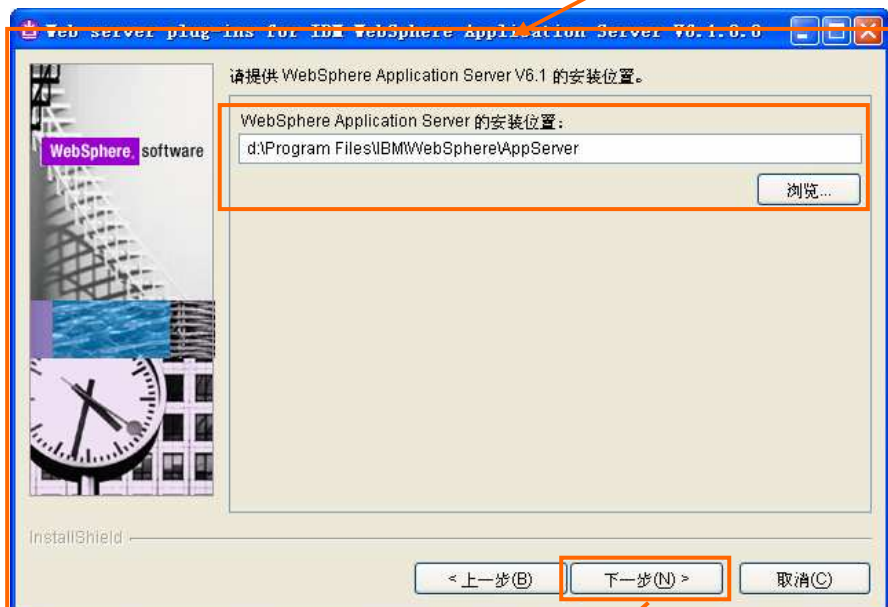 Web server plug-ins for IBM WebSphere Application Server V6.1.0.0
请提供 WebSphere Application Server V6.1 的安装位置。
WebSphere Application Server 的安装位置：
d:\Program Files\IBM\WebSphere\AppServer
浏览...
WebSphere. software
InstallShield
< 上一步(B)
下一步(N) >
取消(C)